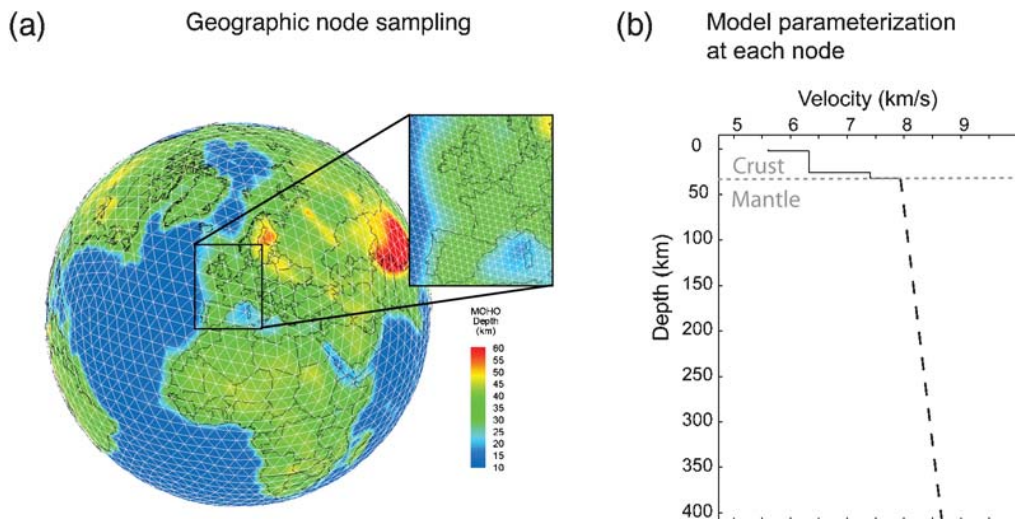 (a)
Geographic node sampling
MOHO
Depth
(km)
60
55
50
45
40
35
30
25
20
15
10
(b)
Model parameterization
at each node
Velocity (km/s)
5 6 7 8 9
Depth (km)
0
50
100
150
200
250
300
350
400
Crust
Mantle